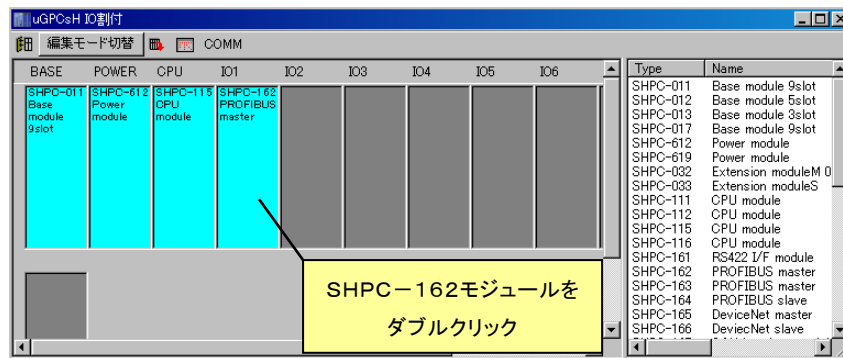 uGPCsH IO割付
編集モード切替 COMM
BASE POWER CPU IO1 IO2 IO3 IO4 IO5 IO6
SHPC-011 Base module 9slot
SHPC-612 Power module
SHPC-115 CPU module
SHPC-162 PROFIBUS master
SHPC－162モジュールを
ダブルクリック
Type Name
SHPC-011 Base module 9slot
SHPC-012 Base module 5slot
SHPC-013 Base module 3slot
SHPC-017 Base module 9slot
SHPC-612 Power module
SHPC-619 Power module
SHPC-032 Extension moduleM 0
SHPC-033 Extension moduleS
SHPC-111 CPU module
SHPC-112 CPU module
SHPC-115 CPU module
SHPC-116 CPU module
SHPC-161 RS422 I/F module
SHPC-162 PROFIBUS master
SHPC-163 PROFIBUS master
SHPC-164 PROFIBUS slave
SHPC-165 DeviceNet master
SHPC-166 DeviecNet slave